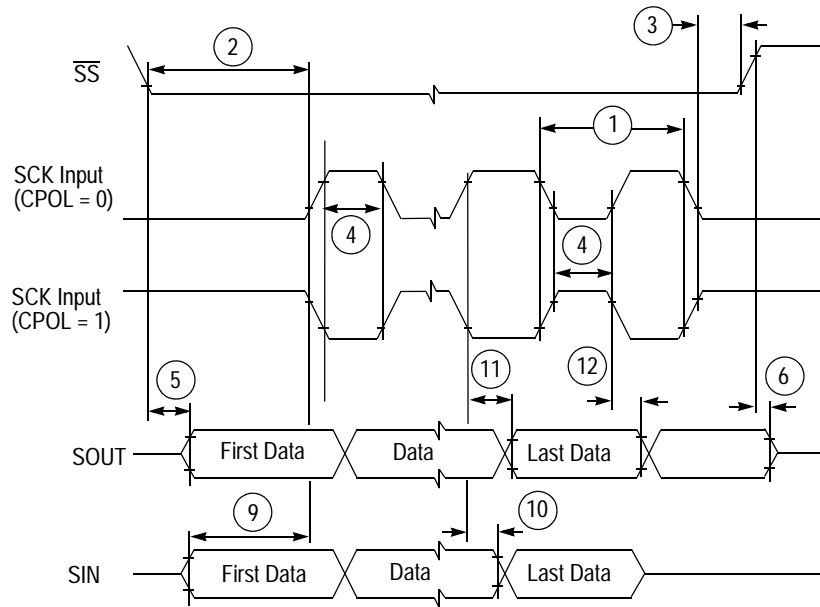 3
2
SS
1
SCK Input
(CPOL = 0)
4
4
SCK Input
(CPOL = 1)
5
11
12
6
SOUT
First Data
Data
Last Data
9
10
SIN
First Data
Data
Last Data